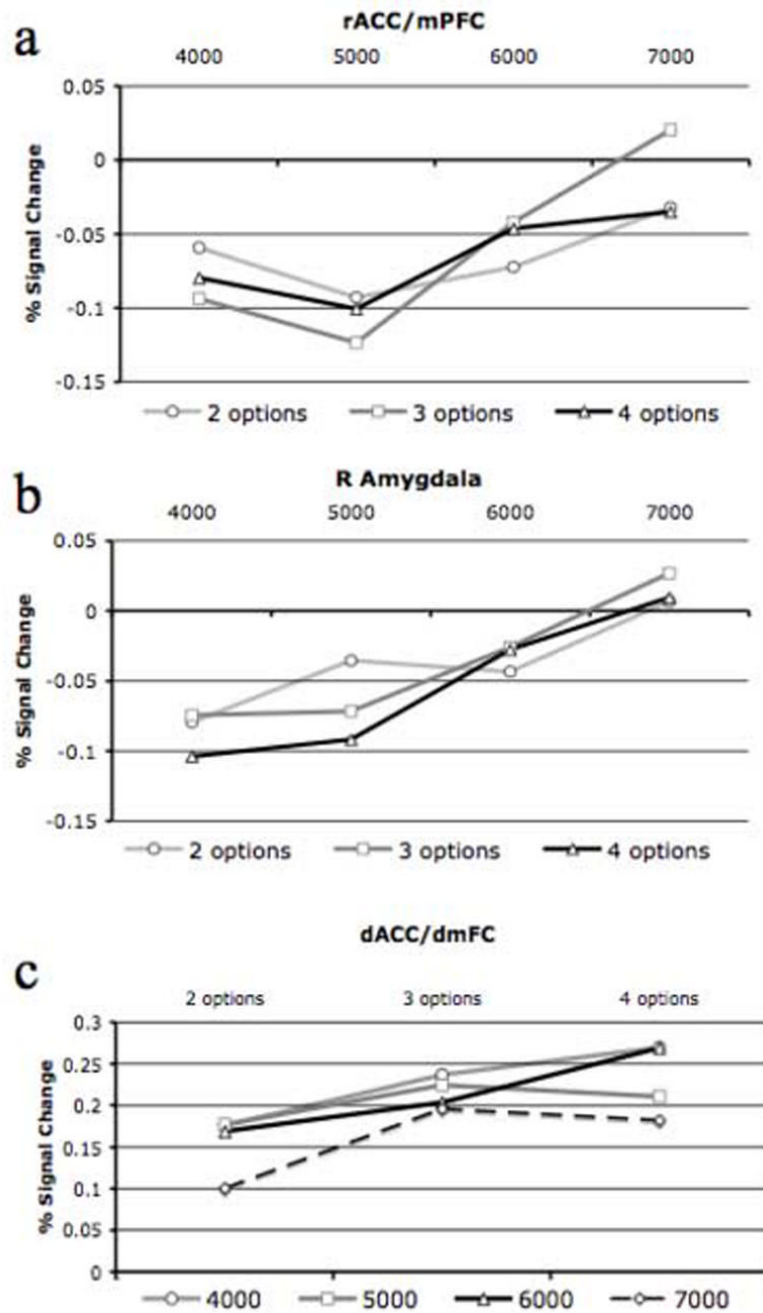 a
rACC/mPFC
4000 5000 6000 7000
0.05
0
-0.05
-0.1
-0.15
% Signal Change
2 options 3 options 4 options
b
R Amygdala
4000 5000 6000 7000
0.05
0
-0.05
-0.1
-0.15
% Signal Change
2 options 3 options 4 options
c
dACC/dmFC
2 options 3 options 4 options
0.3
0.25
0.2
0.15
0.1
0.05
0
% Signal Change
4000 5000 6000 7000